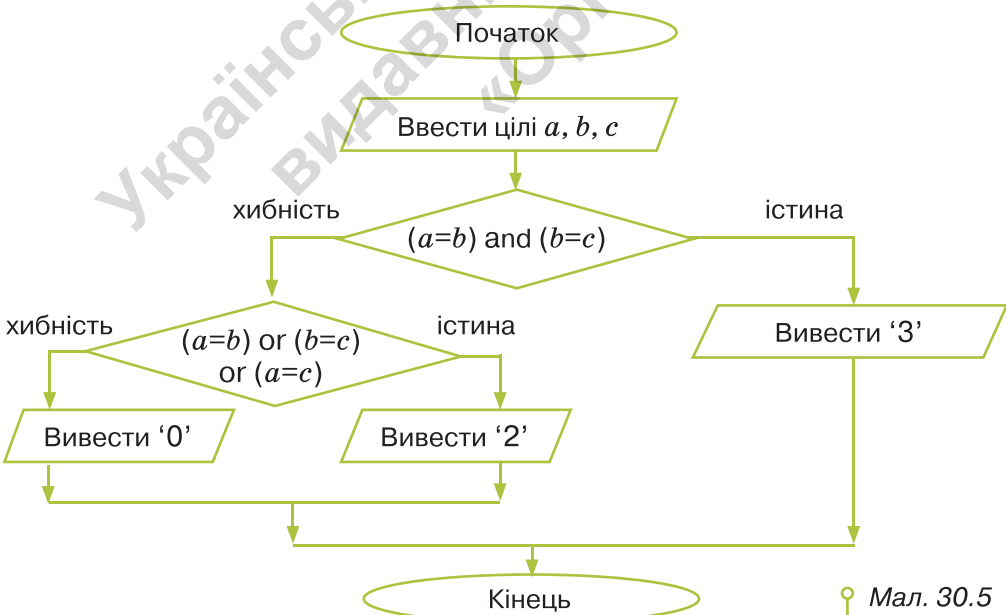 Початок
Ввести цілі a, b, c
хибність
істина
(a=b) and (b=c)
хибність
істина
(a=b) or (b=c)
or (a=c)
Вивести ‘3’
Вивести ‘0’
Вивести ‘2’
Кінець
Мал. 30.5